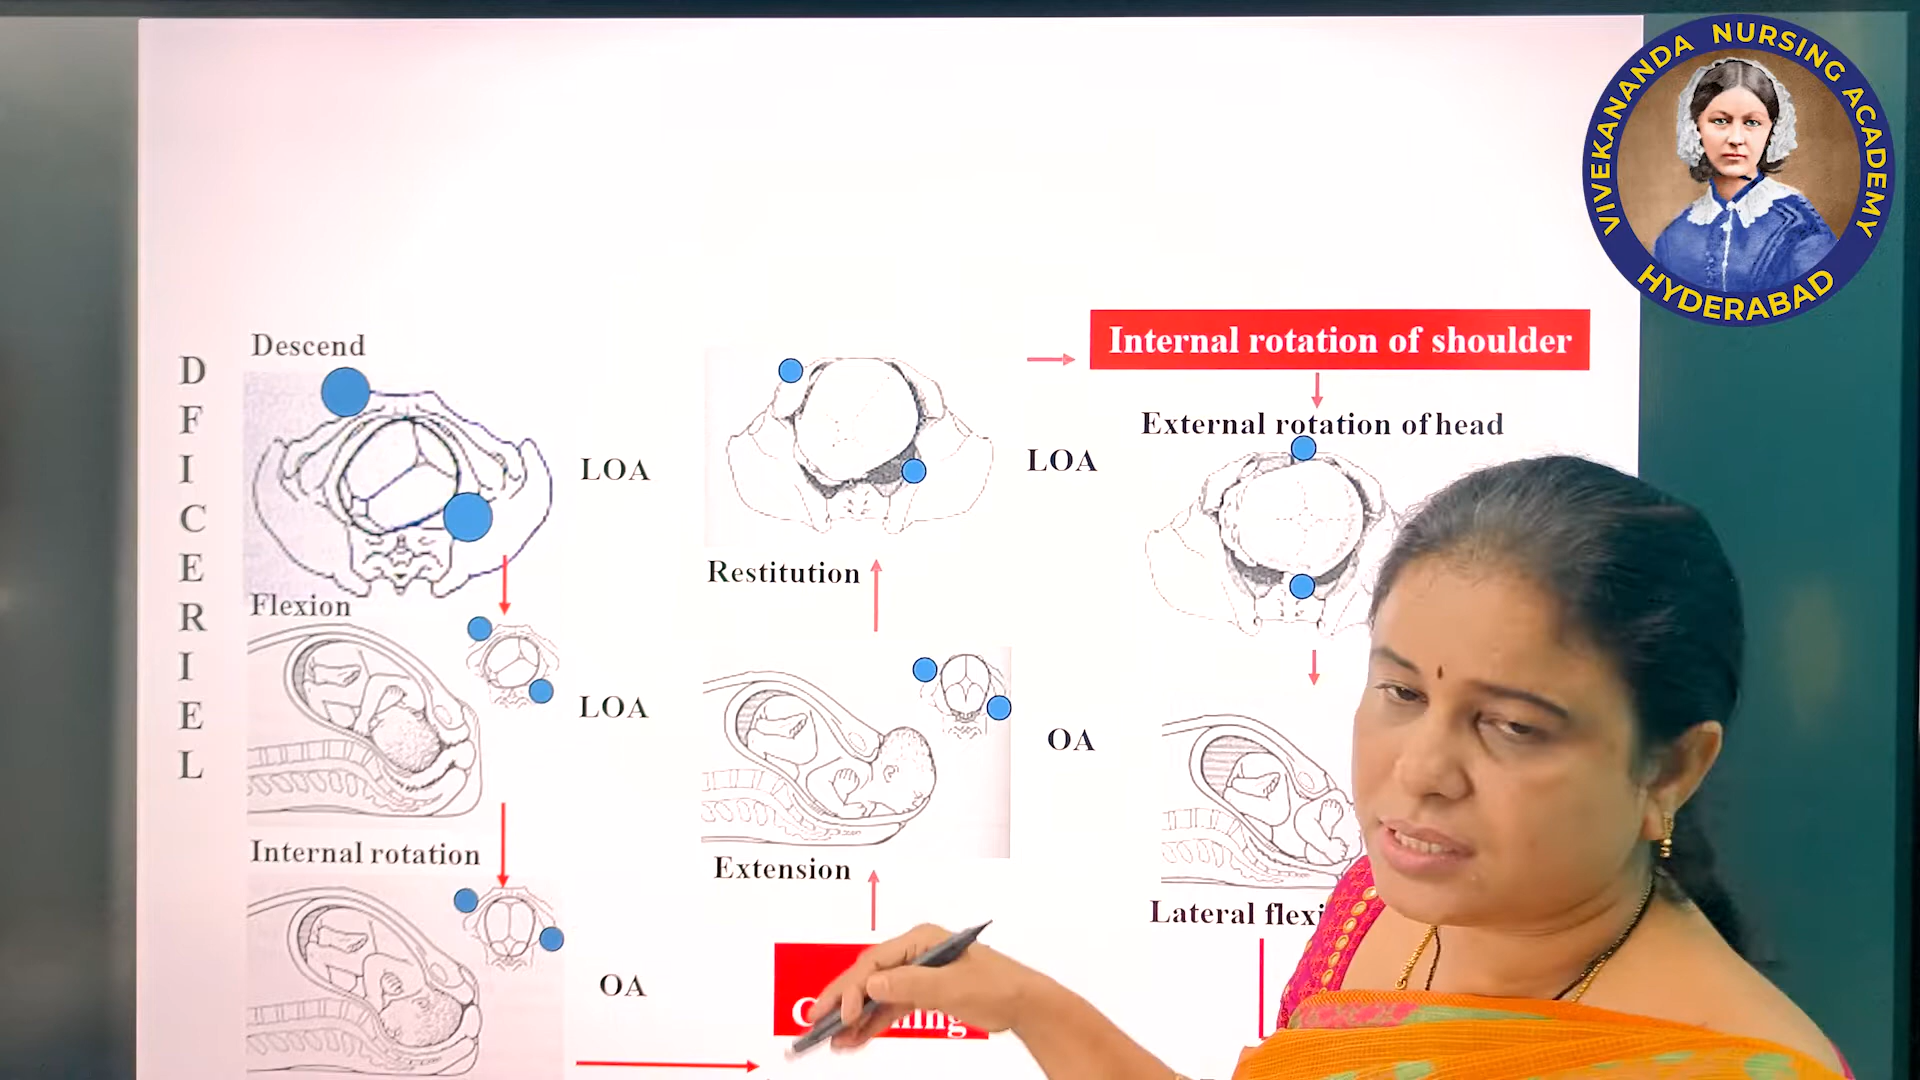 VIVEKANANDA NURSING ACADEMY
HYDERABAD
D
F
I
C
E
R
I
E
L
Descend
LOA
Flexion
LOA
Internal rotation
OA
Extension
OA
Restitution
LOA
Internal rotation of shoulder
External rotation of head
Lateral